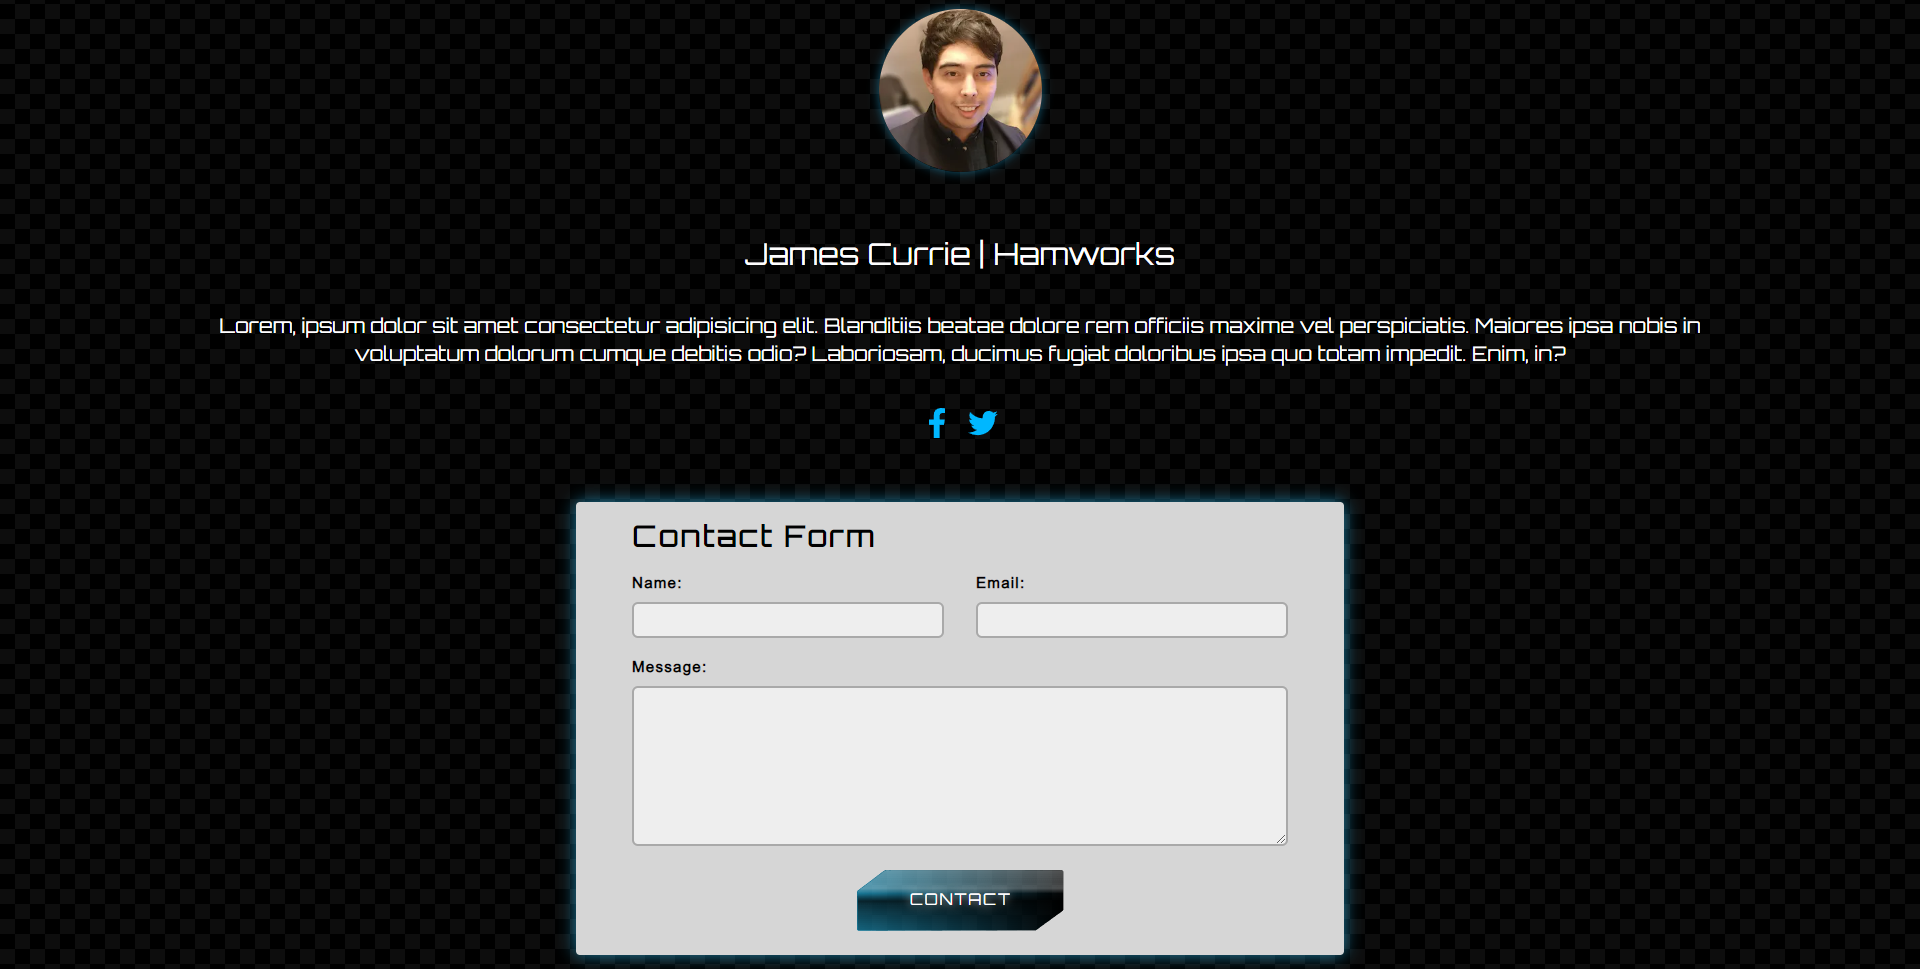 James Currie | Hamworks
Lorem, ipsum dolor sit amet consectetur adipisicing elit. Blanditiis beatae dolore rem officiis maxime vel perspiciatis. Maiores ipsa nobis in
voluptatum dolorum cumque debitis odio? Laboriosam, ducimus fugiat doloribus ipsa quo totam impedit. Enim, in?
Contact Form
Name:
Email:
Message:
CONTACT